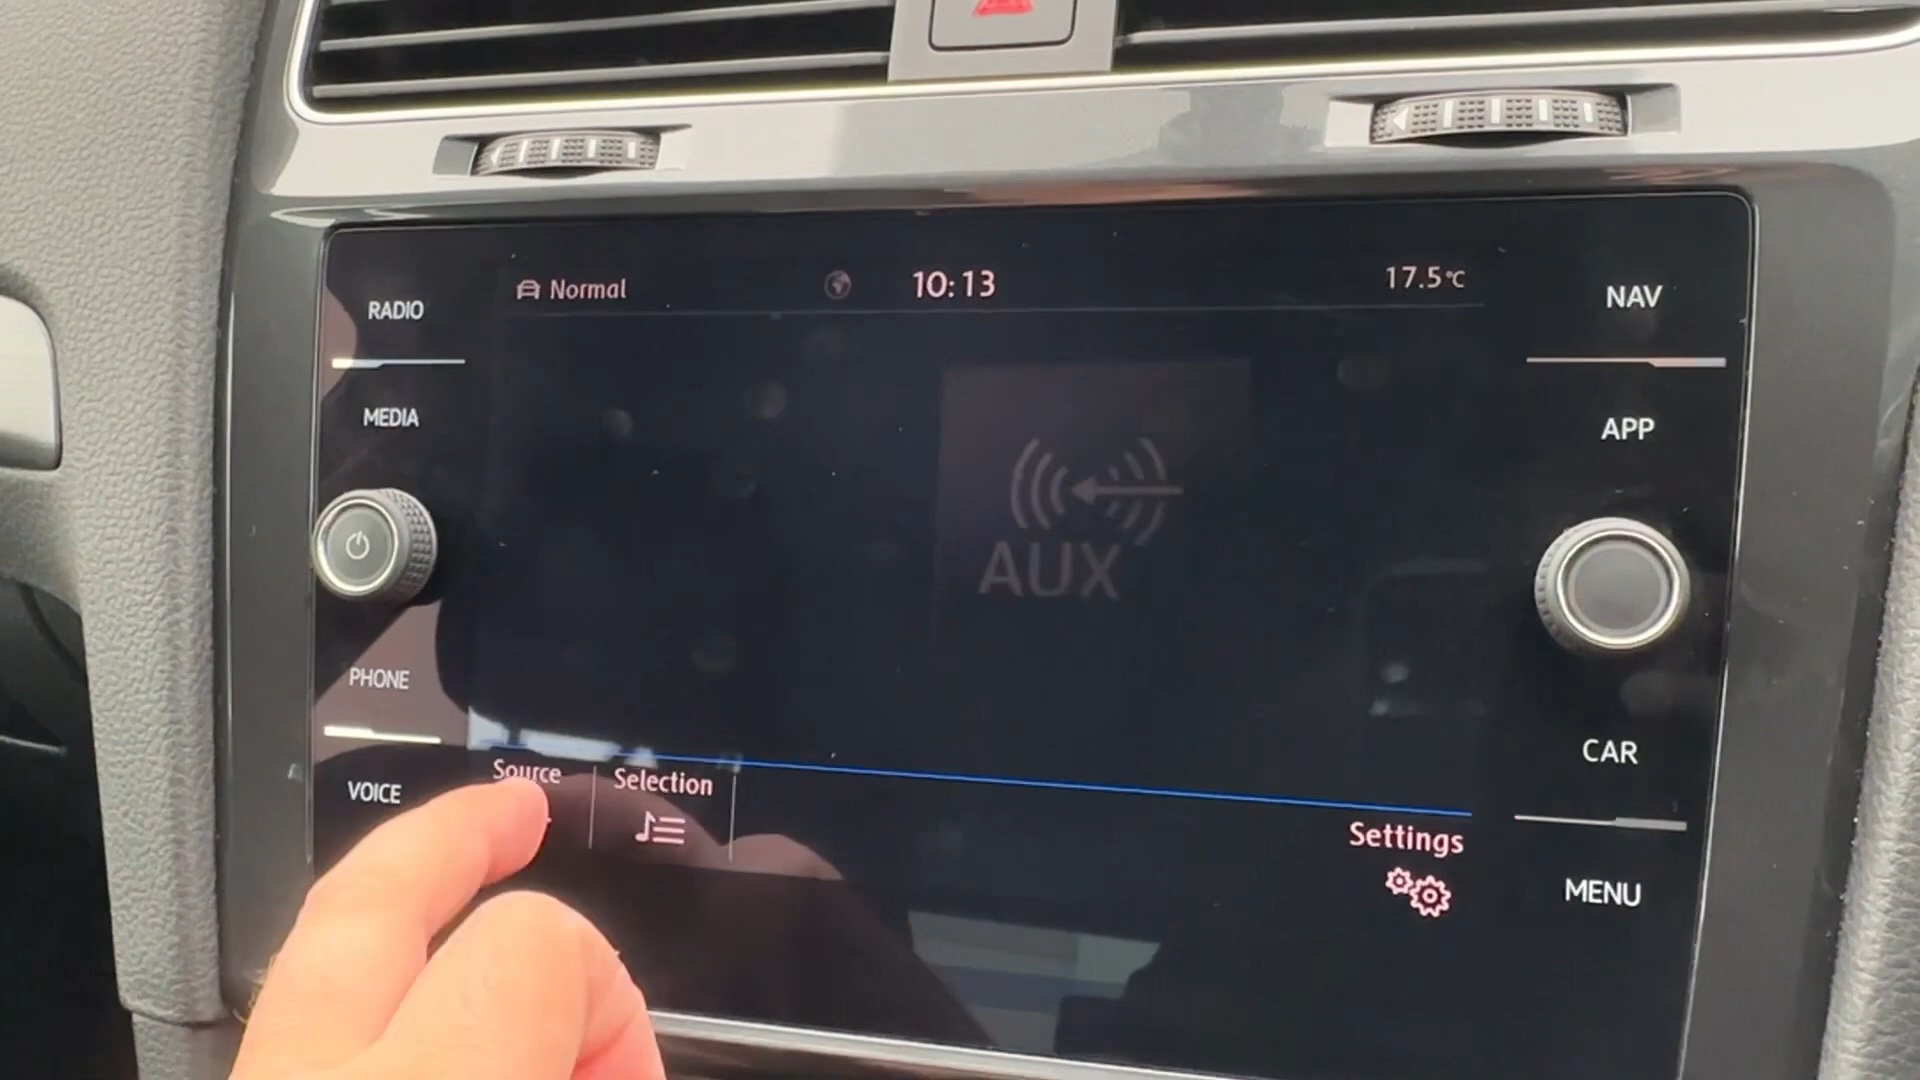 Normal
10:13
17.5°C
RADIO
MEDIA
PHONE
VOICE
NAV
APP
CAR
MENU
AUX
Source
Selection
Settings